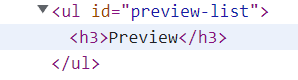 ▼<ul id="preview-list">
<h3>Preview</h3>
</ul>